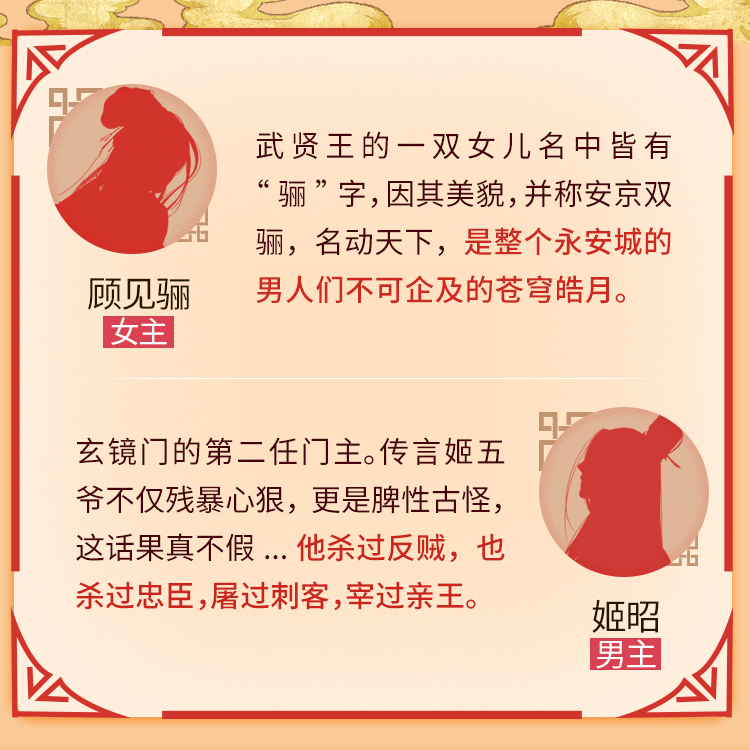 武贤王的一双女儿名中皆有
“骊”字，因其美貌，并称安京双
骊，名动天下，是整个永安城的
男人们不可企及的苍穹皓月。
顾见骊
女主
玄镜门的第二任门主。传言姬五
爷不仅残暴心狠，更是脾性古怪，
这话果真不假 ... 他杀过反贼，也
杀过忠臣，屠过刺客，宰过亲王。
姬昭
男主